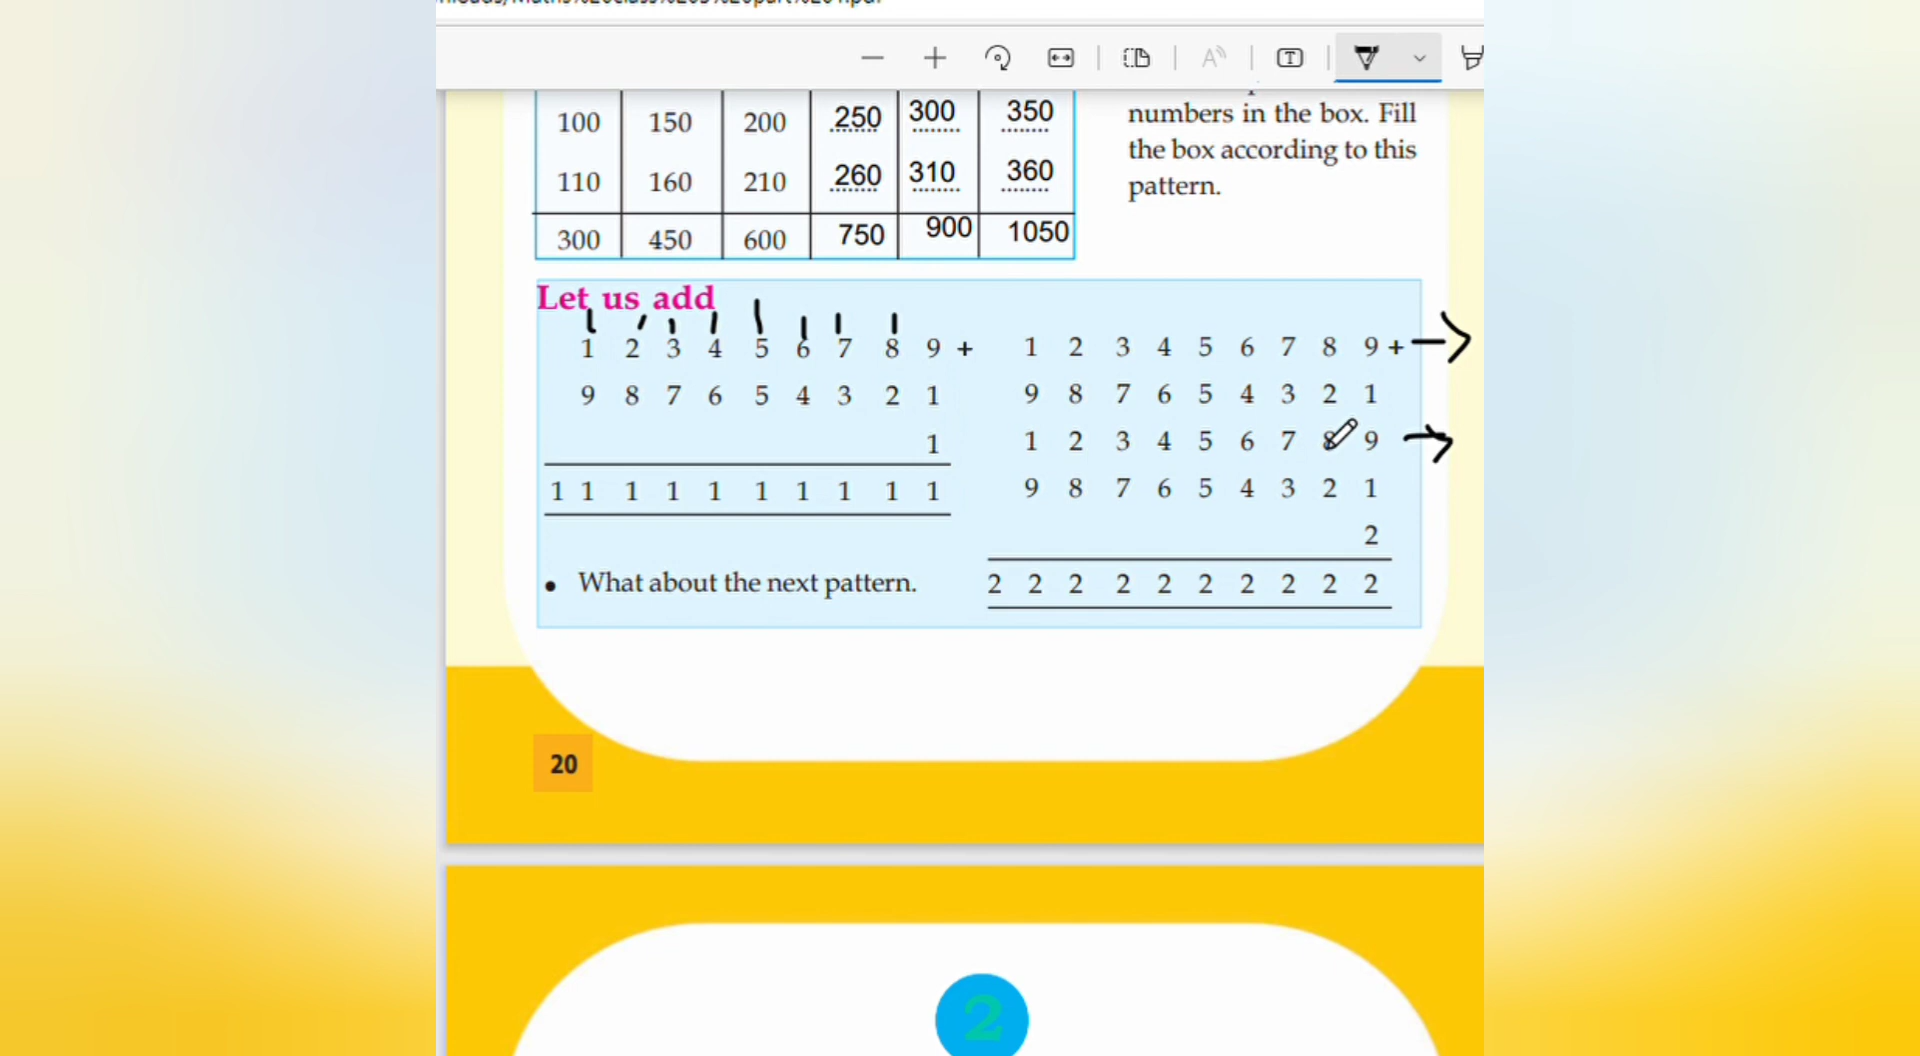 100 150 200 250 300 350
110 160 210 260 310 360
300 450 600 750 900 1050
numbers in the box. Fill
the box according to this
pattern.
Let us add
1 2 3 4 5 6 7 8 9 +
9 8 7 6 5 4 3 2 1
1
1 1 1 1 1 1 1 1 1 1
• What about the next pattern.
1 2 3 4 5 6 7 8 9 +
9 8 7 6 5 4 3 2 1
1 2 3 4 5 6 7 8 9
9 8 7 6 5 4 3 2 1
2
2 2 2 2 2 2 2 2 2 2
20
2